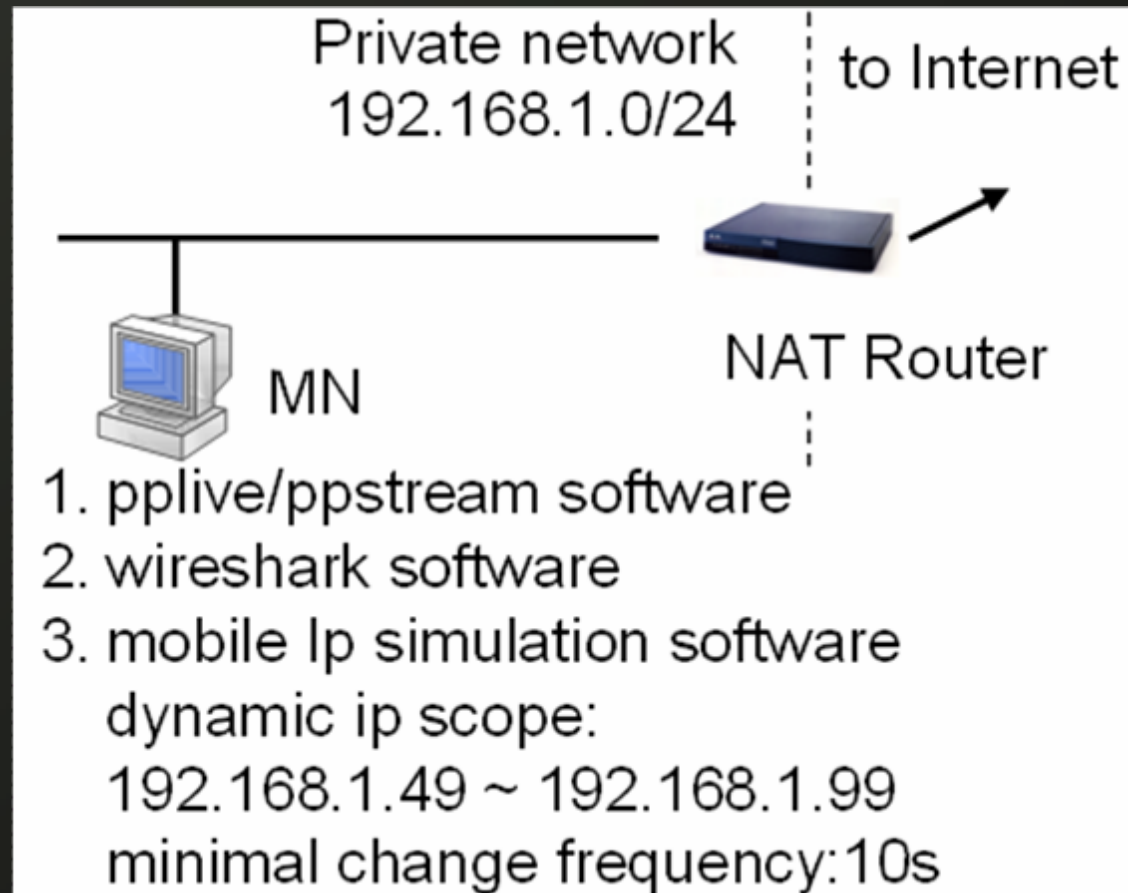 Private network
192.168.1.0/24
to Internet
NAT Router
MN
1. pplive/ppstream software
2. wireshark software
3. mobile Ip simulation software
dynamic ip scope:
192.168.1.49 ~ 192.168.1.99
minimal change frequency:10s